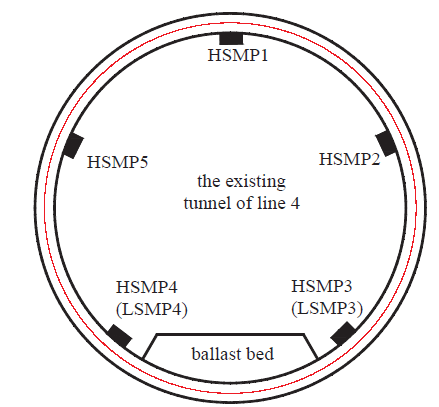 HSMP1
HSMP5
HSMP2
the existing
tunnel of line 4
HSMP4
(LSMP4)
HSMP3
(LSMP3)
ballast bed